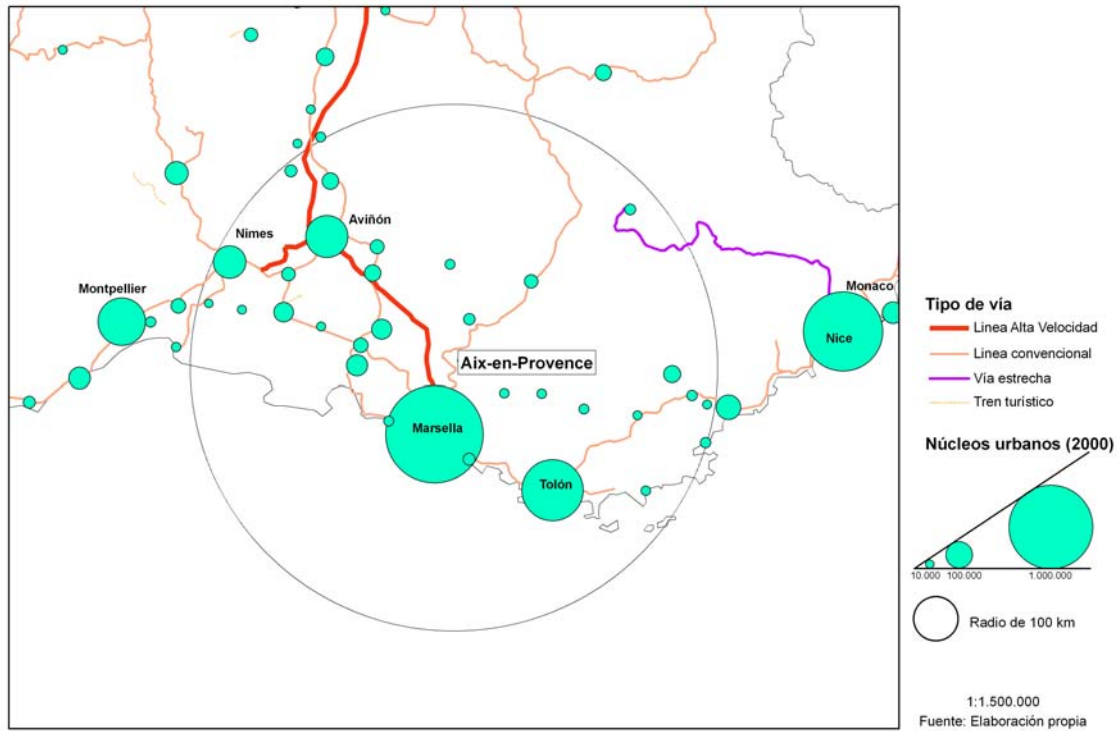 Aviñón
Nimes
Montpellier
Monaco
Nice
Aix-en-Provence
Marsella
Tolón
Tipo de vía
Linea Alta Velocidad
Linea convencional
Vía estrecha
Tren turístico
Núcleos urbanos (2000)
10.000 100.000 1.000.000
Radio de 100 km
1:1.500.000
Fuente: Elaboración propia